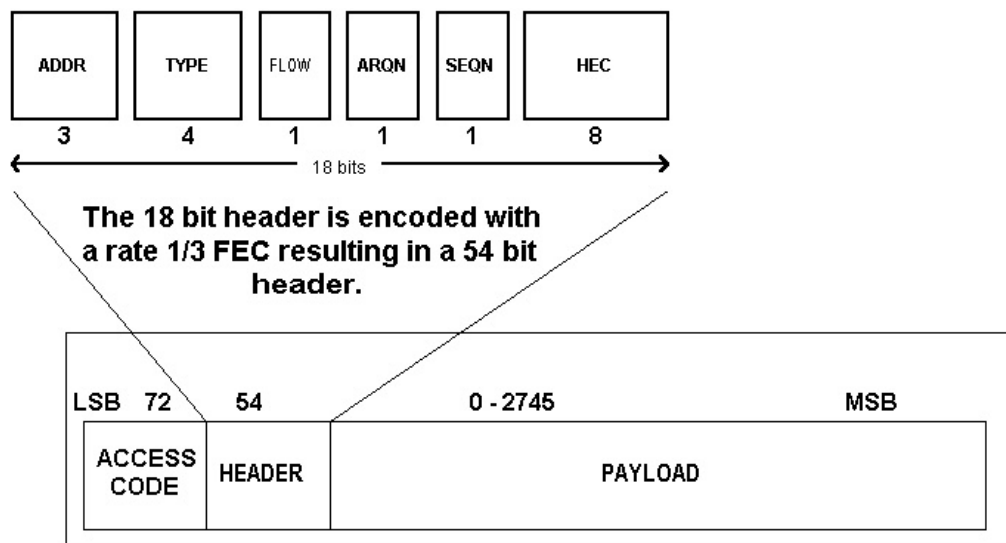 ADDR TYPE FLOW ARQN SEQN HEC
3 4 1 1 1 8
18 bits
The 18 bit header is encoded with
a rate 1/3 FEC resulting in a 54 bit
header.
LSB 72 54 0 - 2745 MSB
ACCESS
CODE
HEADER
PAYLOAD